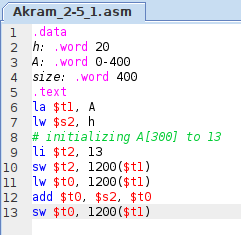 Akram_2-5_1.asm
1 .data
2 h: .word 20
3 A: .word 0-400
4 size: .word 400
5 .text
6 la $t1, A
7 lw $s2, h
8 # initializing A[300] to 13
9 li $t2, 13
10 sw $t2, 1200($t1)
11 lw $t0, 1200($t1)
12 add $t0, $s2, $t0
13 sw $t0, 1200($t1)